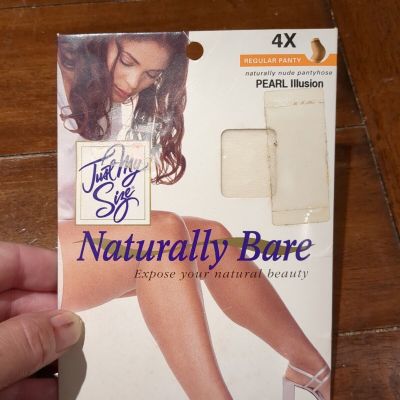 4X
REGULAR PANTY
naturally nude pantyhose
PEARL Illusion
Just My
Size
Naturally Bare
Expose your natural beauty